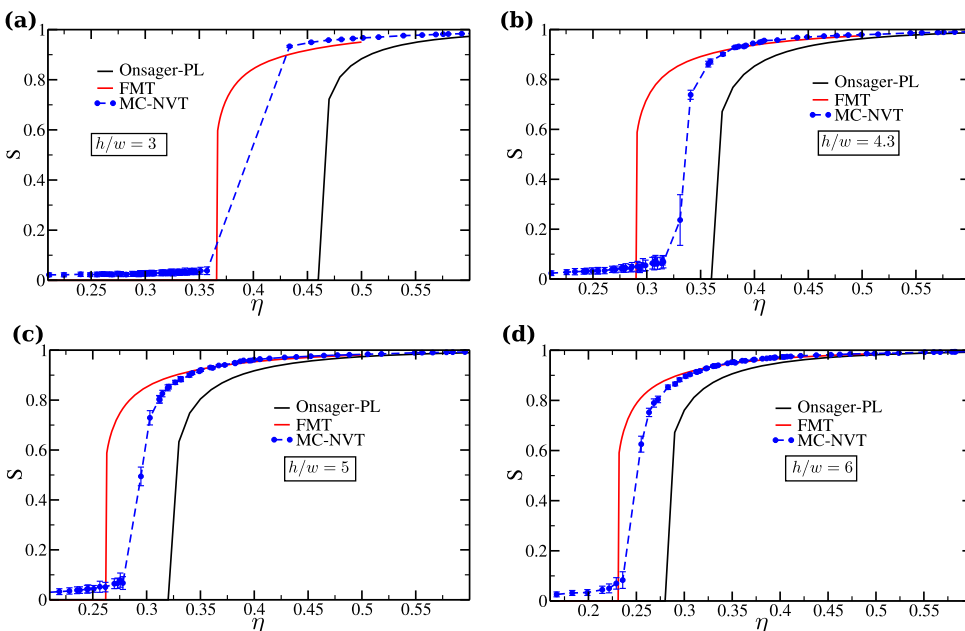 (a)
1
0.8
0.6
0.4
0.2
0
S
Onsager-PL
FMT
MC-NVT
h/w = 3
0.25 0.3 0.35 0.4 0.45 0.5 0.55
η
(b)
1
0.8
0.6
0.4
0.2
0
S
Onsager-PL
FMT
MC-NVT
h/w = 4.3
0.25 0.3 0.35 0.4 0.45 0.5 0.55
η
(c)
1
0.8
0.6
0.4
0.2
0
S
Onsager-PL
FMT
MC-NVT
h/w = 5
0.25 0.3 0.35 0.4 0.45 0.5 0.55
η
(d)
1
0.8
0.6
0.4
0.2
0
S
Onsager-PL
FMT
MC-NVT
h/w = 6
0.2 0.25 0.3 0.35 0.4 0.45 0.5 0.55
η